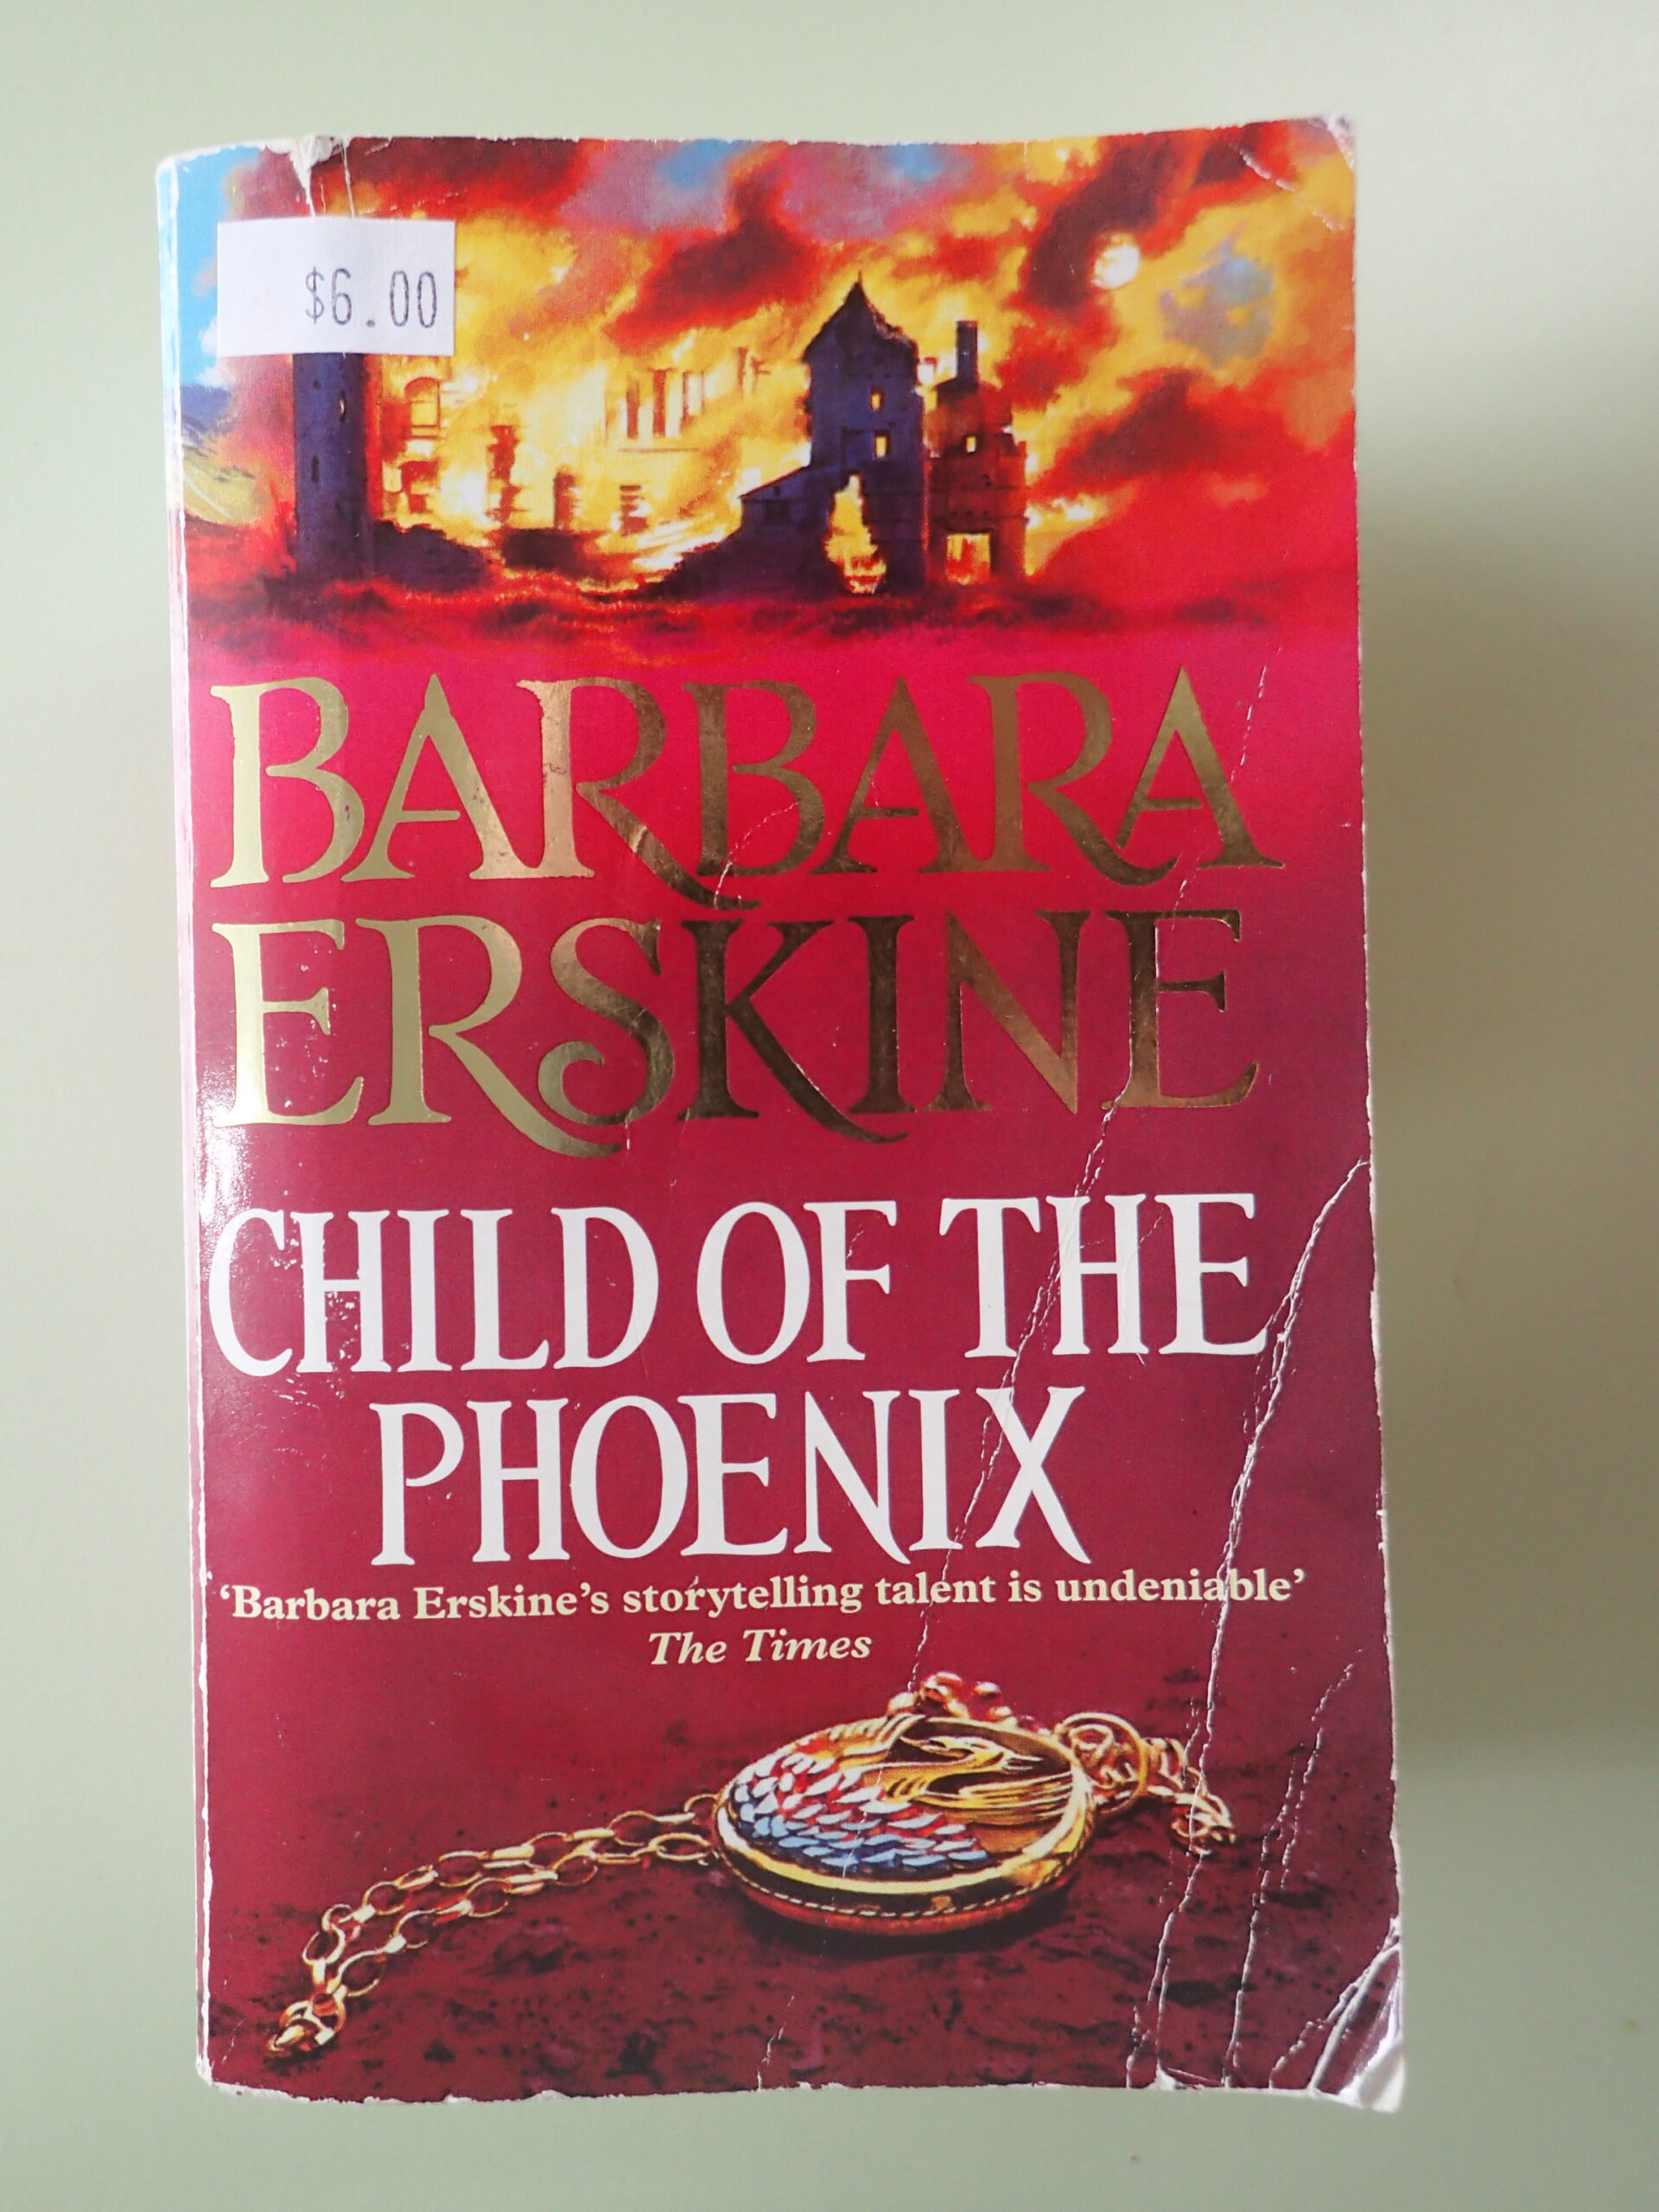 $6.00
BARBARA
ERSKINE
CHILD OF THE
PHOENIX
‘Barbara Erskine’s storytelling talent is undeniable’
The Times